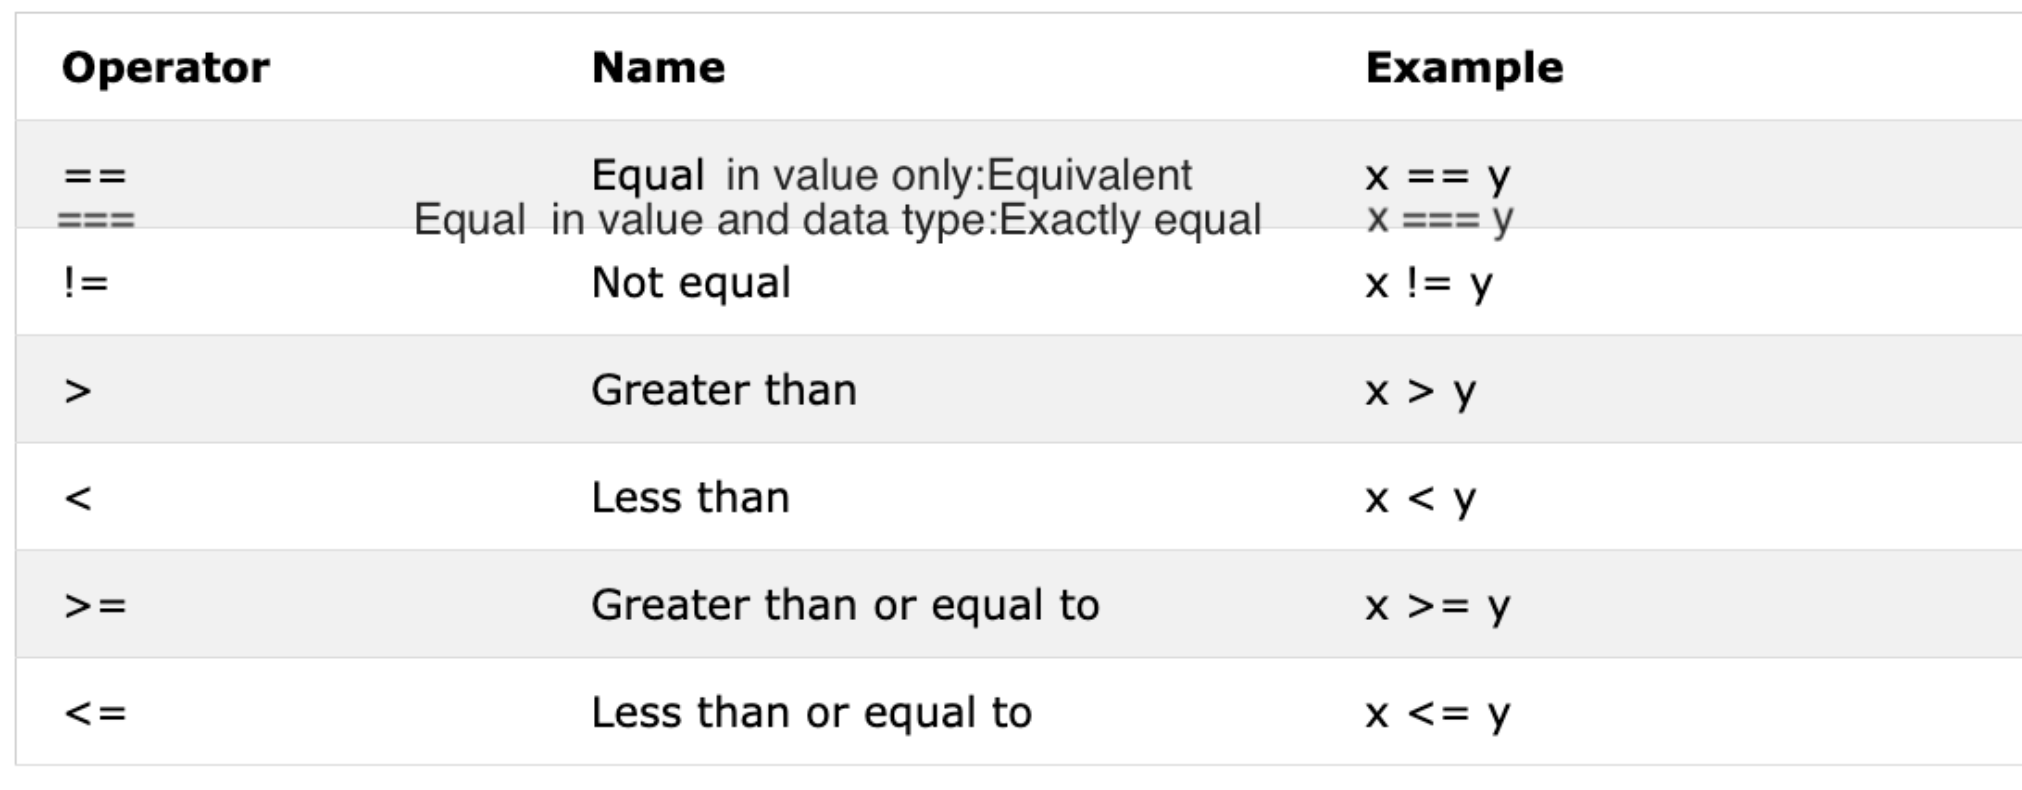 Operator Name Example
== Equal in value only:Equivalent x == y
=== Equal in value and data type:Exactly equal x === y
!= Not equal x != y
> Greater than x > y
< Less than x < y
>= Greater than or equal to x >= y
<= Less than or equal to x <= y